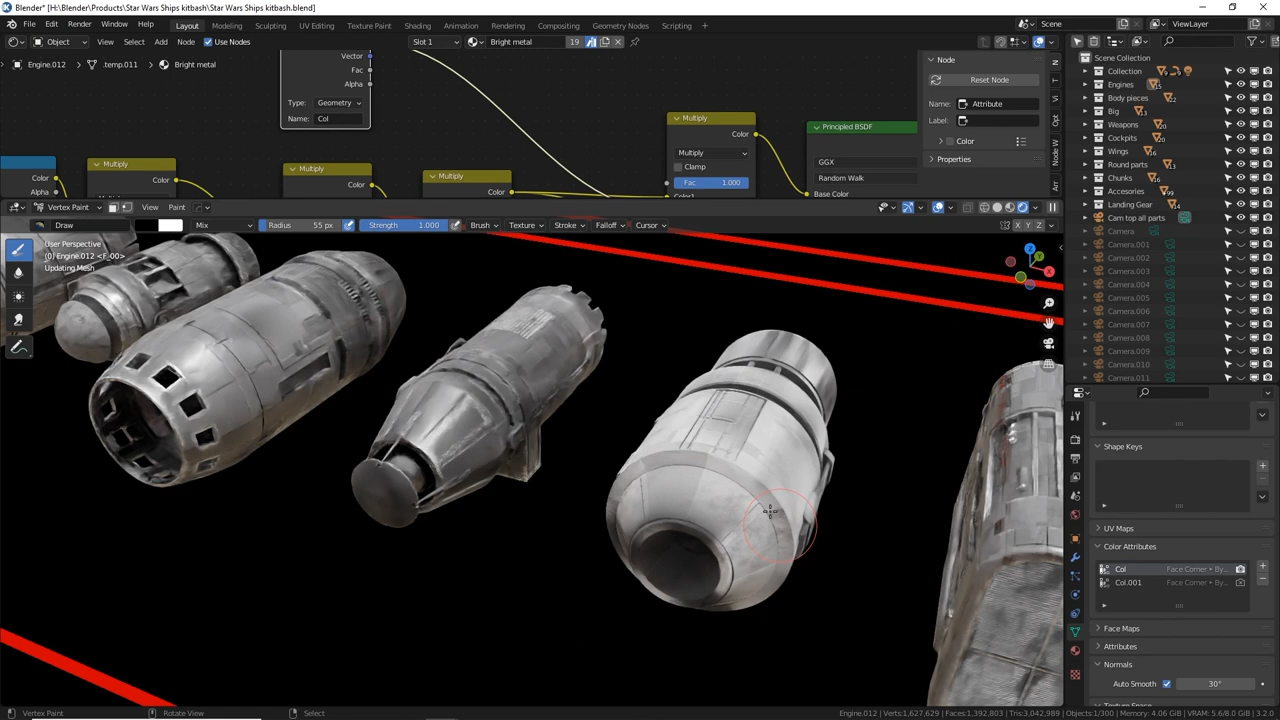 Blender* [H:\Blender\Products\Star Wars Ships kitbash\Star Wars Ships kitbash.blend]
File Edit Render Window Help Layout Modeling Sculpting UV Editing Texture Paint Shading Animation Rendering Compositing Geometry Nodes Scripting Scene ViewLayer
Object View Select Add Node Use Nodes Slot 1 Bright metal 19
Engine.012 .temp.011 Bright metal
Vector
Fac
Alpha
Type: Geometry
Name: Col
Color
Alpha
Multiply
Color
Multiply
Color
Multiply
Color
Multiply
Color
Multiply
Clamp
Fac 1.000
Color1
Principled BSDF
GGX
Random Walk
Base Color
Node
Reset Node
Name: Attribute
Label:
Color
Properties
Vertex Paint View Paint
Draw Mix Radius 55 px Strength 1.000 Brush Texture Stroke Falloff Cursor X Y Z
User Perspective
(0) Engine.012 <F_00>
Updating Mesh
Z
Y
X
Scene Collection
Collection
Engines
Body pieces
Big
Weapons
Cockpits
Wings
Round parts
Chunks
Accesories
Landing Gear
Cam top all parts
Camera
Camera.001
Camera.002
Camera.003
Camera.004
Camera.005
Camera.006
Camera.007
Camera.008
Camera.009
Camera.010
Camera.011
Shape Keys
UV Maps
Color Attributes
Col Face Corner • By...
Col.001 Face Corner • By...
Face Maps
Attributes
Normals
Auto Smooth 30°
Vertex Paint Rotate View Select Engine.012 | Verts:1,627,629 | Faces:1,392,803 | Tris:3,042,989 | Objects:1/300 | Memory: 4.06 GiB | VRAM: 5.6/8.0 GiB | 3.2.0